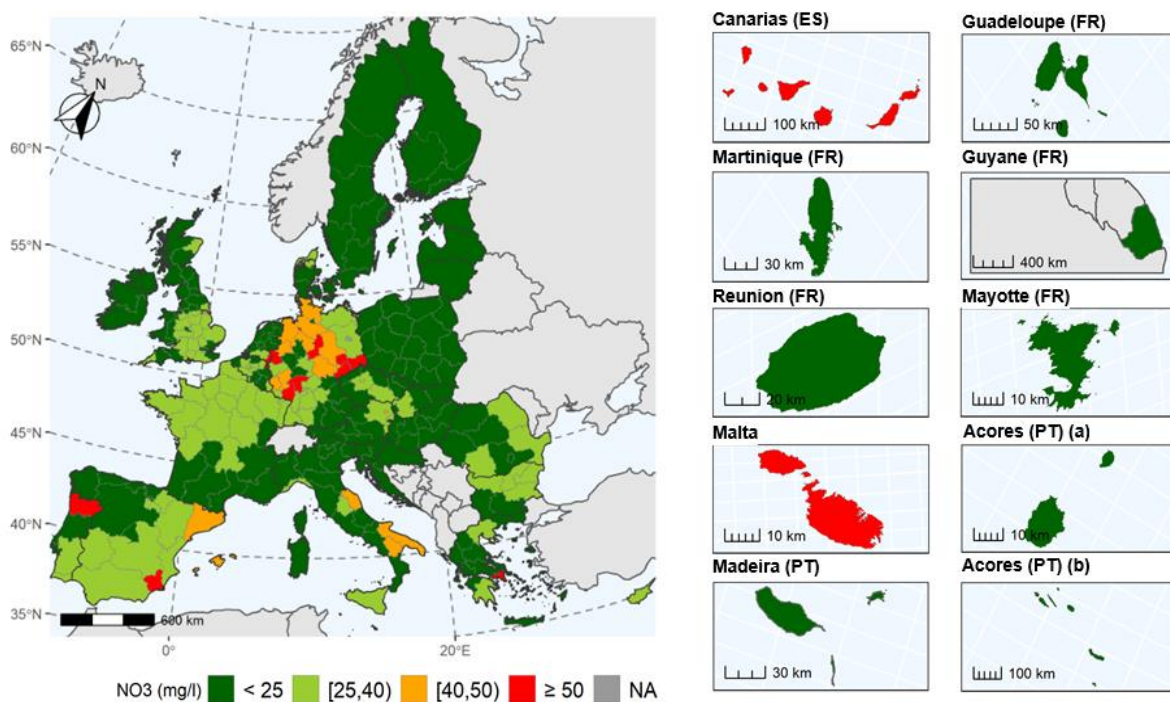 65°N
60°N
55°N
50°N
45°N
40°N
35°N
N
600 km
0°
20°E
NO3 (mg/l)
< 25
[25,40)
[40,50)
≥ 50
NA
Canarias (ES)
100 km
Guadeloupe (FR)
50 km
Martinique (FR)
30 km
Guyane (FR)
400 km
Reunion (FR)
20 km
Mayotte (FR)
10 km
Malta
10 km
Acores (PT) (a)
10 km
Madeira (PT)
30 km
Acores (PT) (b)
100 km